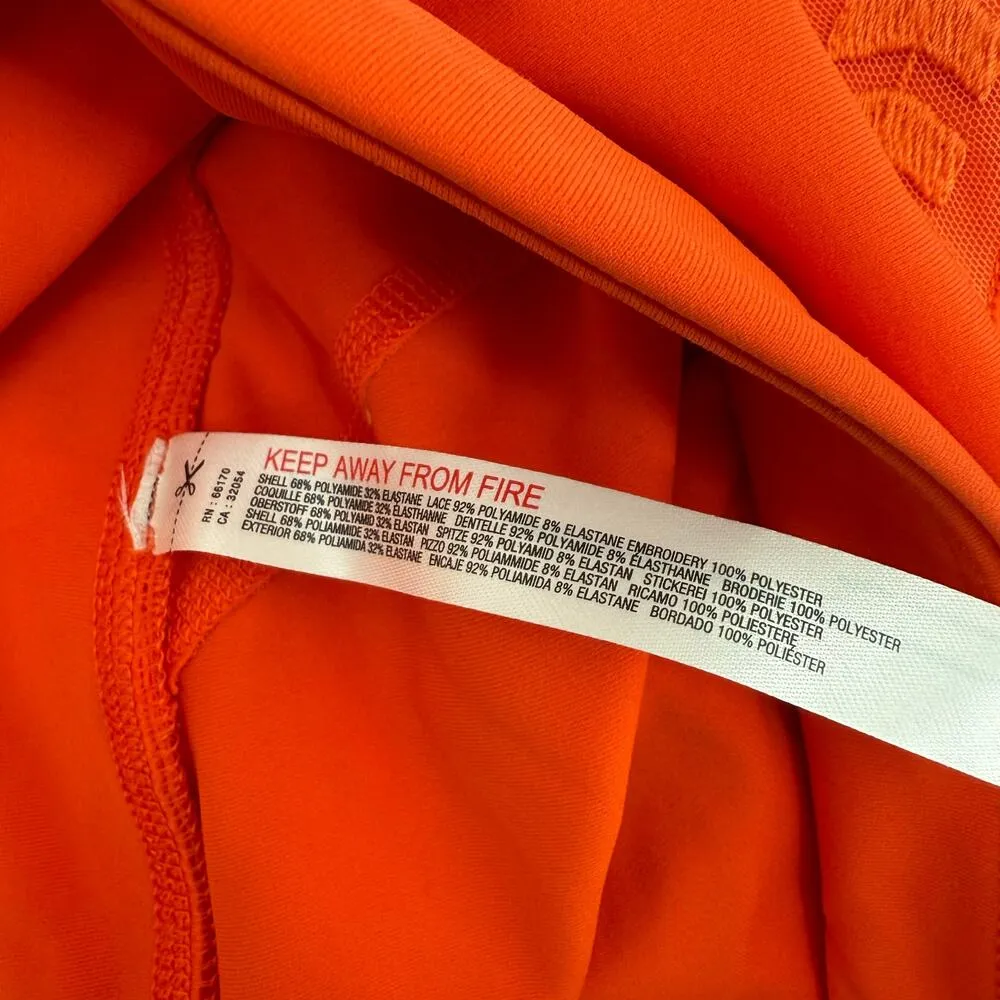 RN : 66170
CA : 32054
KEEP AWAY FROM FIRE
SHELL 68% POLYAMIDE 32% ELASTANE LACE 92% POLYAMIDE 8% ELASTANE EMBROIDERY 100% POLYESTER
COQUILLE 68% POLYAMIDE 32% ELASTHANNE DENTELLE 92% POLYAMIDE 8% ÉLASTHANNE BRODERIE 100% POLYESTER
OBERSTOFF 68% POLYAMID 32% ELASTAN SPITZE 92% POLYAMID 8% ELASTAN STICKEREI 100% POLYESTER
SHELL 68% POLIAMMIDE 32% ELASTAN PIZZO 92% POLIAMMIDE 8% ELASTAN RICAMO 100% POLIESTERE
EXTERIOR 68% POLIAMIDA 32% ELASTANE ENCAJE 92% POLIAMIDA 8% ELASTANE BORDADO 100% POLIÉSTER